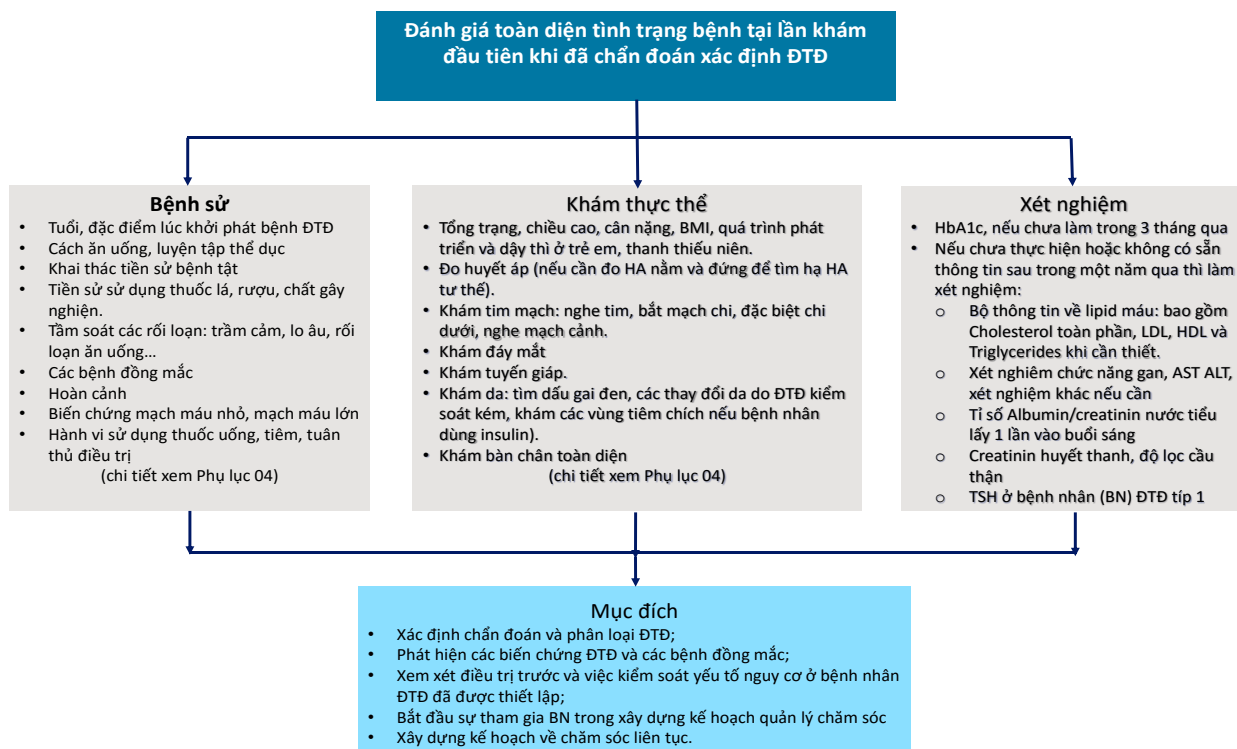 Đánh giá toàn diện tình trạng bệnh tại lần khám
đầu tiên khi đã chẩn đoán xác định ĐTĐ
Bệnh sử
• Tuổi, đặc điểm lúc khởi phát bệnh ĐTĐ
• Cách ăn uống, luyện tập thể dục
• Khai thác tiền sử bệnh tật
• Tiền sử sử dụng thuốc lá, rượu, chất gây
nghiện.
• Tầm soát các rối loạn: trầm cảm, lo âu, rối
loạn ăn uống…
• Các bệnh đồng mắc
• Hoàn cảnh
• Biến chứng mạch máu nhỏ, mạch máu lớn
• Hành vi sử dụng thuốc uống, tiêm, tuân
thủ điều trị
(chi tiết xem Phụ lục 04)
Khám thực thể
• Tổng trạng, chiều cao, cân nặng, BMI, quá trình phát
triển và dậy thì ở trẻ em, thanh thiếu niên.
• Đo huyết áp (nếu cần đo HA nằm và đứng để tìm hạ HA
tư thế).
• Khám tim mạch: nghe tim, bắt mạch chi, đặc biệt chi
dưới, nghe mạch cảnh.
• Khám đáy mắt
• Khám tuyến giáp.
• Khám da: tìm dấu gai đen, các thay đổi da do ĐTĐ kiểm
soát kém, khám các vùng tiêm chích nếu bệnh nhân
dùng insulin).
• Khám bàn chân toàn diện
(chi tiết xem Phụ lục 04)
Xét nghiệm
• HbA1c, nếu chưa làm trong 3 tháng qua
• Nếu chưa thực hiện hoặc không có sẵn
thông tin sau trong một năm qua thì làm
xét nghiệm:
o Bộ thông tin về lipid máu: bao gồm
Cholesterol toàn phần, LDL, HDL và
Triglycerides khi cần thiết.
o Xét nghiêm chức năng gan, AST ALT,
xét nghiệm khác nếu cần
o Tỉ số Albumin/creatinin nước tiểu
lấy 1 lần vào buổi sáng
o Creatinin huyết thanh, độ lọc cầu
thận
o TSH ở bệnh nhân (BN) ĐTĐ típ 1
Mục đích
• Xác định chẩn đoán và phân loại ĐTĐ;
• Phát hiện các biến chứng ĐTĐ và các bệnh đồng mắc;
• Xem xét điều trị trước và việc kiểm soát yếu tố nguy cơ ở bệnh nhân
ĐTĐ đã được thiết lập;
• Bắt đầu sự tham gia BN trong xây dựng kế hoạch quản lý chăm sóc
• Xây dựng kế hoạch về chăm sóc liên tục.